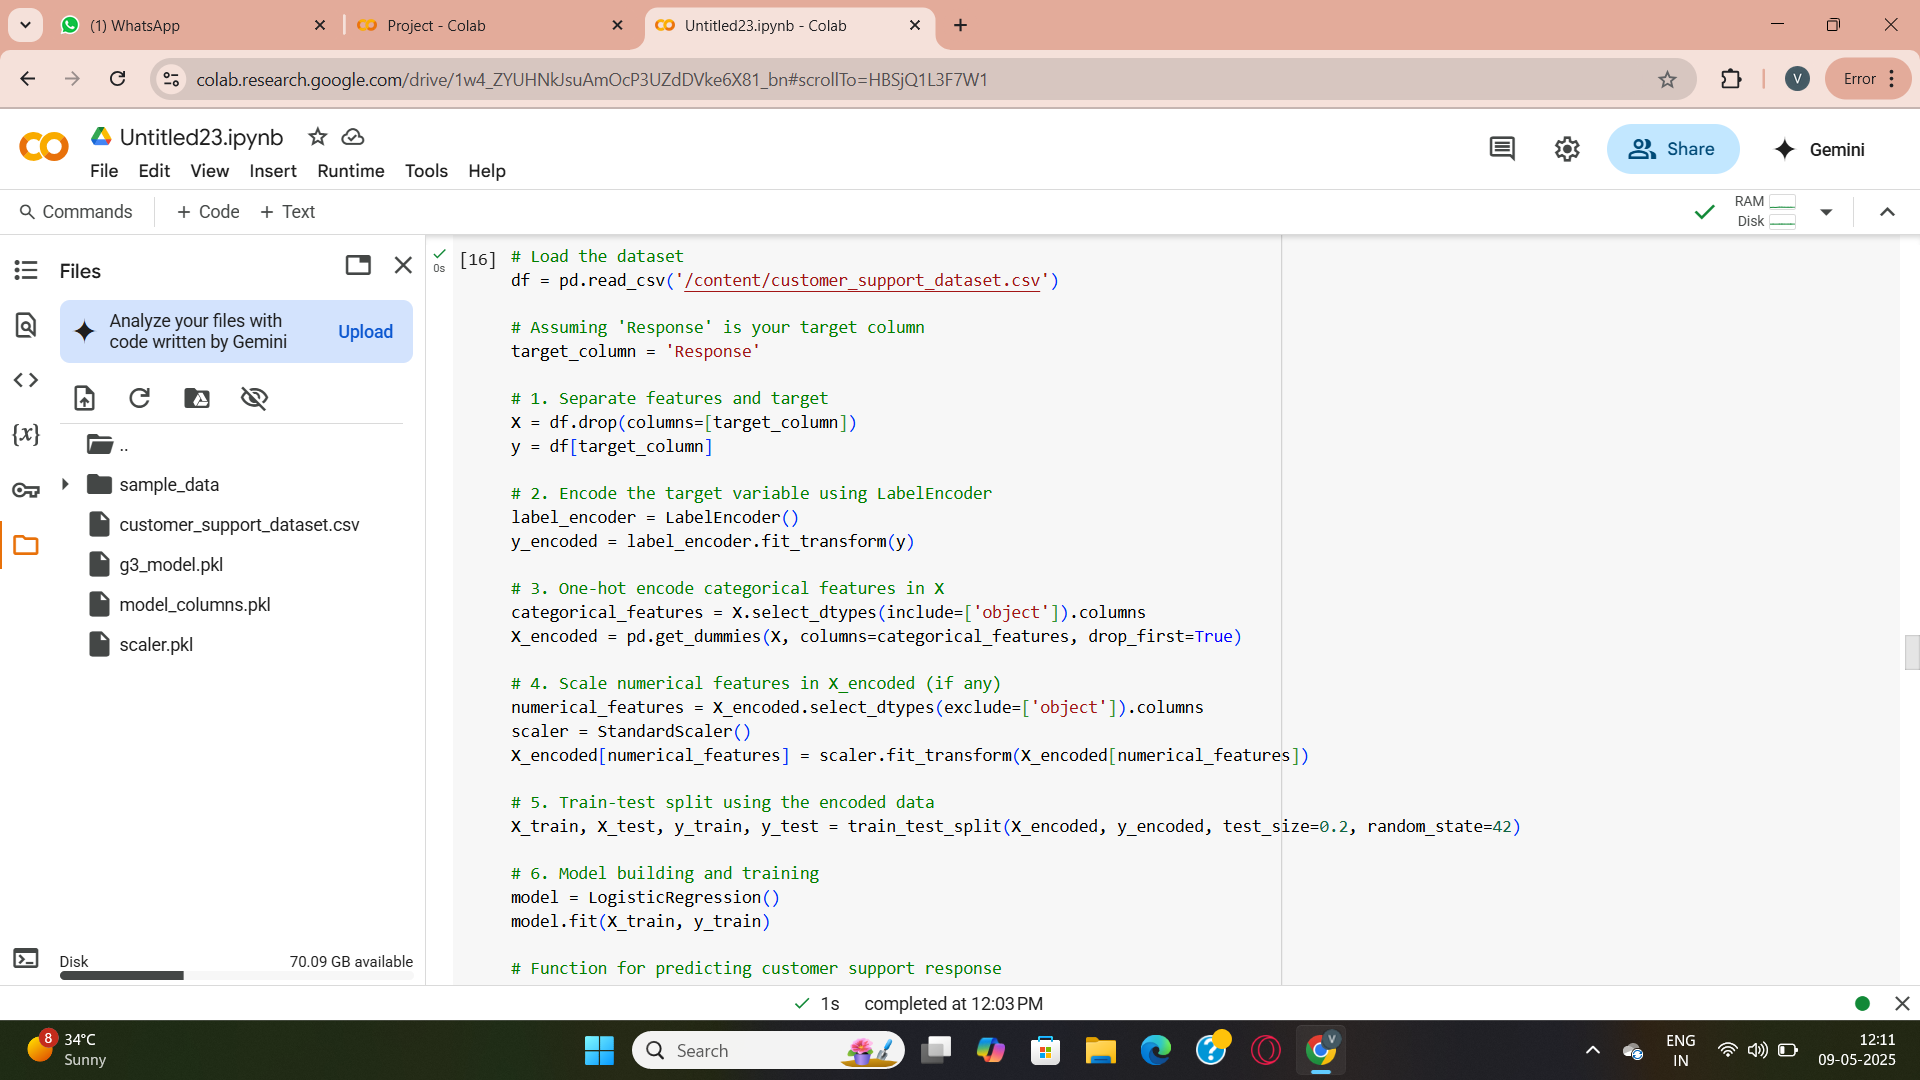 (1) WhatsApp
Project - Colab
Untitled23.ipynb - Colab
colab.research.google.com/drive/1w4_ZYUHNkJsuAmOcP3UZdDVke6X81_bn#scrollTo=HBSjQ1L3F7W1
V
Error
Untitled23.ipynb
File Edit View Insert Runtime Tools Help
Share
Gemini
Commands
+ Code + Text
RAM
Disk
Files
Analyze your files with
code written by Gemini
Upload
..
sample_data
customer_support_dataset.csv
g3_model.pkl
model_columns.pkl
scaler.pkl
Disk
70.09 GB available
{x}
0s
[16]
# Load the dataset
df = pd.read_csv('/content/customer_support_dataset.csv')
# Assuming 'Response' is your target column
target_column = 'Response'
# 1. Separate features and target
X = df.drop(columns=[target_column])
y = df[target_column]
# 2. Encode the target variable using LabelEncoder
label_encoder = LabelEncoder()
y_encoded = label_encoder.fit_transform(y)
# 3. One-hot encode categorical features in X
categorical_features = X.select_dtypes(include=['object']).columns
X_encoded = pd.get_dummies(X, columns=categorical_features, drop_first=True)
# 4. Scale numerical features in X_encoded (if any)
numerical_features = X_encoded.select_dtypes(exclude=['object']).columns
scaler = StandardScaler()
X_encoded[numerical_features] = scaler.fit_transform(X_encoded[numerical_features])
# 5. Train-test split using the encoded data
X_train, X_test, y_train, y_test = train_test_split(X_encoded, y_encoded, test_size=0.2, random_state=42)
# 6. Model building and training
model = LogisticRegression()
model.fit(X_train, y_train)
# Function for predicting customer support response
1s completed at 12:03 PM
8
34°C
Sunny
Search
V
ENG
IN
12:11
09-05-2025